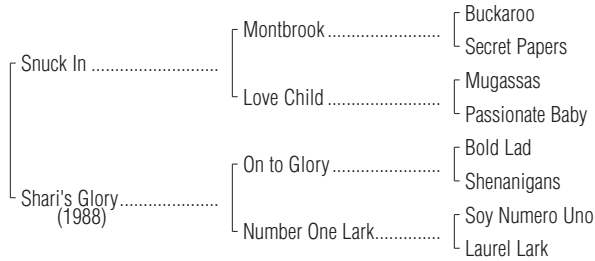 Buckaroo
Montbrook
Secret Papers
Snuck In
Mugassas
Love Child
Passionate Baby
Bold Lad
On to Glory
Shenanigans
Shari's Glory
(1988)
Soy Numero Uno
Number One Lark
Laurel Lark